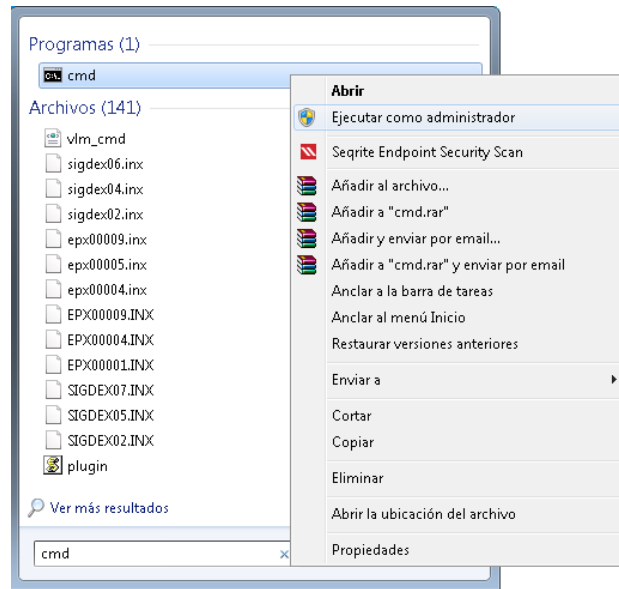 Programas (1)
cmd
Archivos (141)
vlm_cmd
sigdex06.inx
sigdex04.inx
sigdex02.inx
epx00009.inx
epx00005.inx
epx00004.inx
EPX00009.INX
EPX00004.INX
EPX00001.INX
SIGDEX07.INX
SIGDEX05.INX
SIGDEX02.INX
plugin
Ver más resultados
cmd
Abrir
Ejecutar como administrador
Seqrite Endpoint Security Scan
Añadir al archivo...
Añadir a "cmd.rar"
Añadir y enviar por email...
Añadir a "cmd.rar" y enviar por email
Anclar a la barra de tareas
Anclar al menú Inicio
Restaurar versiones anteriores
Enviar a
Cortar
Copiar
Eliminar
Abrir la ubicación del archivo
Propiedades